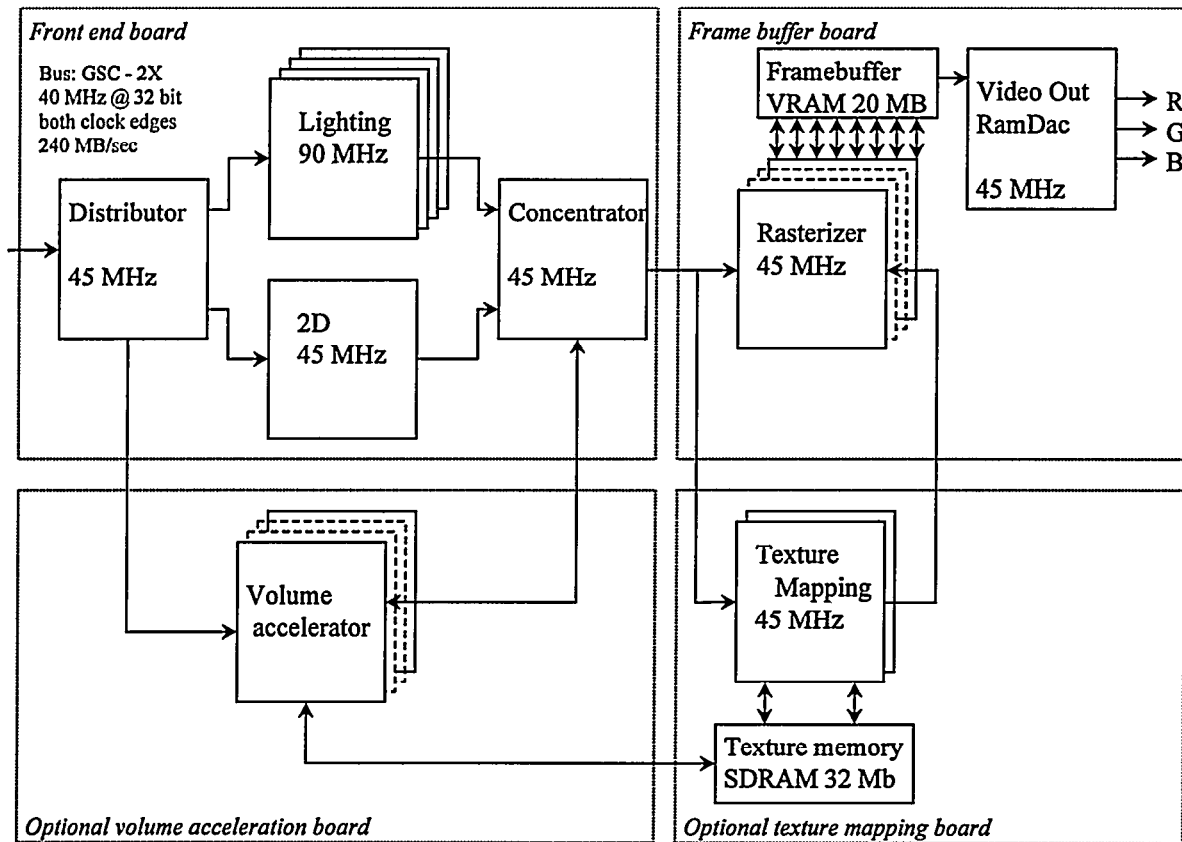 Front end board
Bus: GSC - 2X
40 MHz @ 32 bit
both clock edges
240 MB/sec
Lighting
90 MHz
Distributor
45 MHz
2D
45 MHz
Concentrator
45 MHz
Frame buffer board
Framebuffer
VRAM 20 MB
Video Out
RamDac
45 MHz
R
G
B
Rasterizer
45 MHz
Volume
accelerator
Optional volume acceleration board
Texture
Mapping
45 MHz
Texture memory
SDRAM 32 Mb
Optional texture mapping board